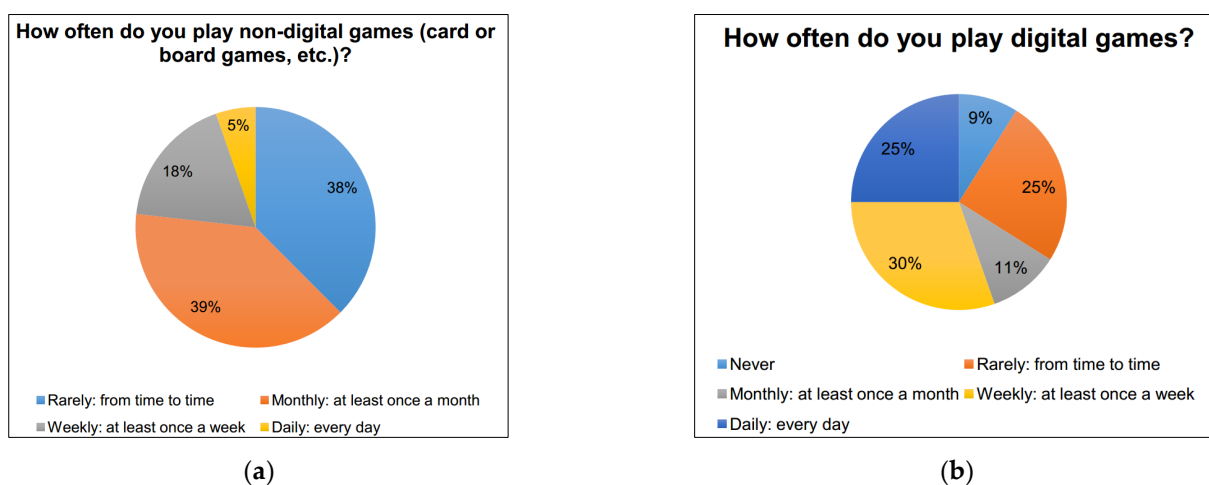 How often do you play non-digital games (card or
board games, etc.)?
5%
18%
38%
39%
Rarely: from time to time
Monthly: at least once a month
Weekly: at least once a week
Daily: every day
(a)
How often do you play digital games?
9%
25%
25%
30%
11%
Never
Rarely: from time to time
Monthly: at least once a month
Weekly: at least once a week
Daily: every day
(b)